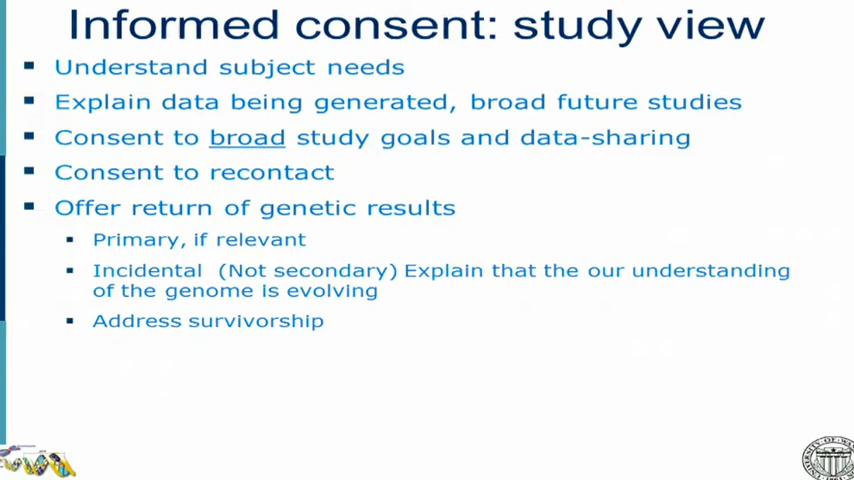 Informed consent: study view
Understand subject needs
Explain data being generated, broad future studies
Consent to broad study goals and data-sharing
Consent to recontact
Offer return of genetic results
Primary, if relevant
Incidental (Not secondary) Explain that the our understanding
of the genome is evolving
Address survivorship